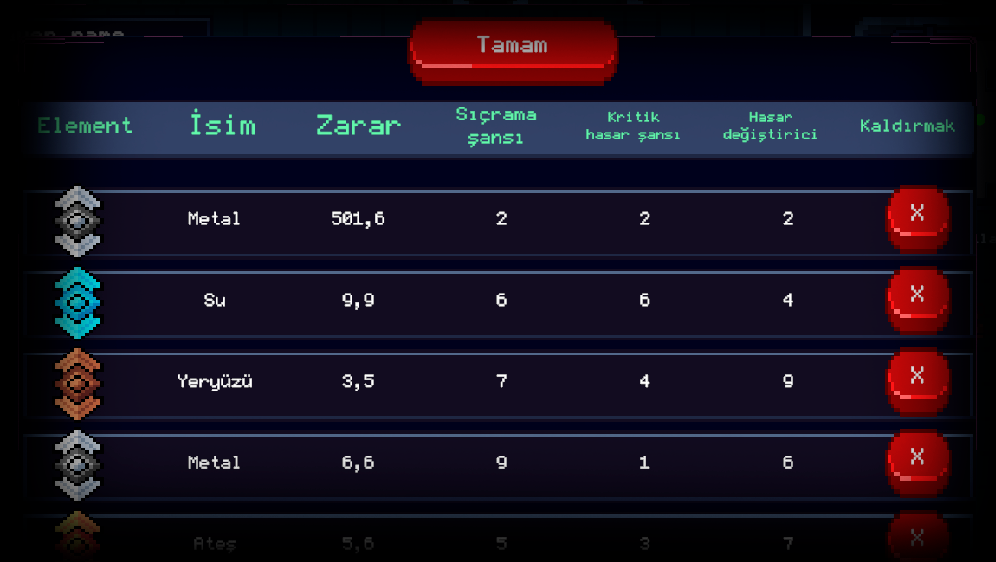 Tamam
Element İsim Zarar Sıçrama şansı Kritik hasar şansı Hasar değiştirici Kaldırmak
Metal 501,6 2 2 2 X
Su 9,9 6 6 4 X
Yeryüzü 3,5 7 4 9 X
Metal 6,6 9 1 6 X
Ateş 5,6 5 3 7 X